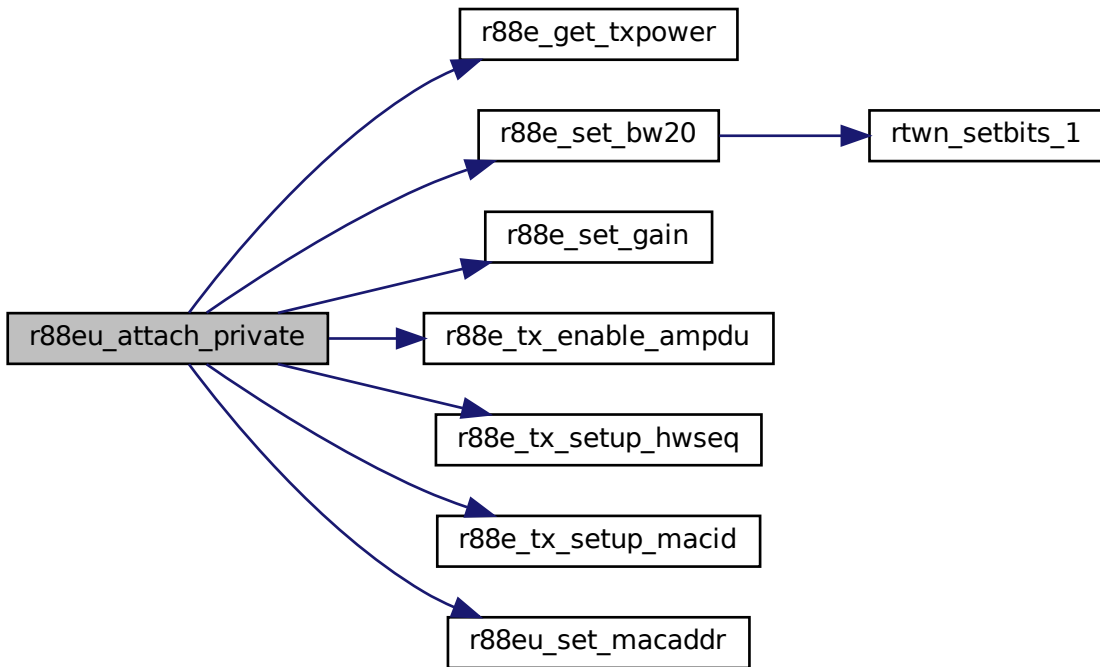 r88e_get_txpower
r88e_set_bw20
rtwn_setbits_1
r88e_set_gain
r88eu_attach_private
r88e_tx_enable_ampdu
r88e_tx_setup_hwseq
r88e_tx_setup_macid
r88eu_set_macaddr